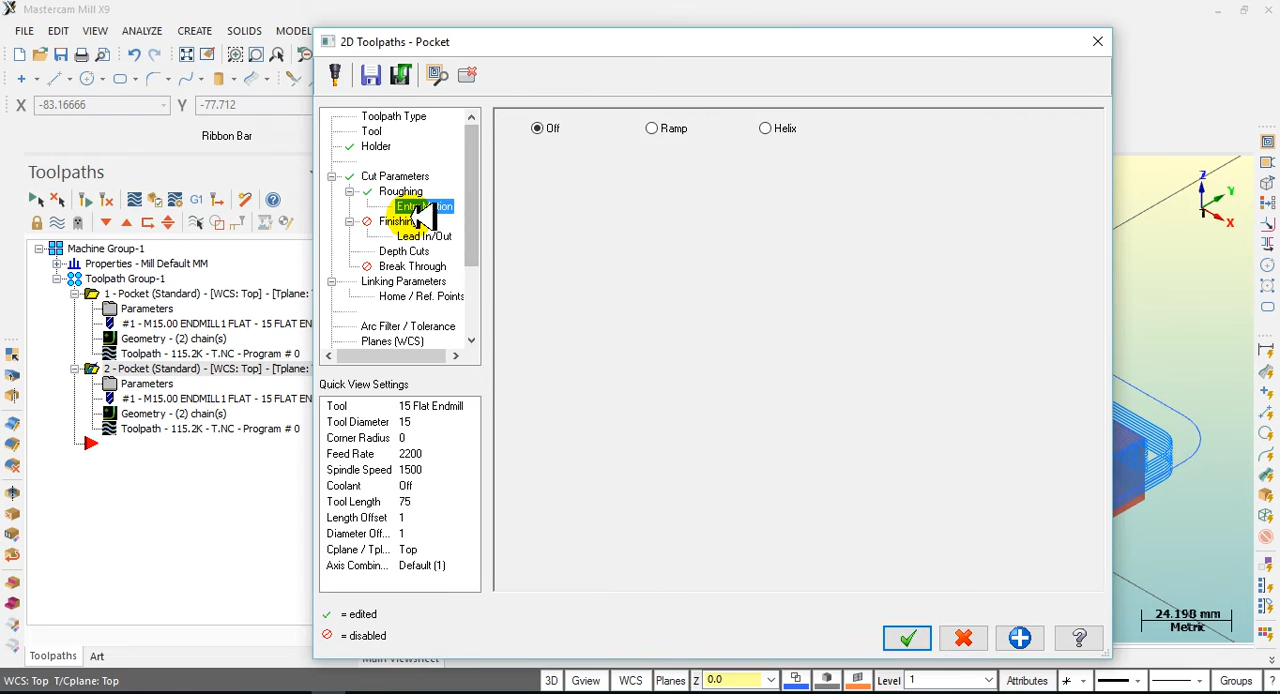 Mastercam Mill X9
FILE EDIT VIEW ANALYZE CREATE SOLIDS MODEL
X -83.16666 Y -77.712
Ribbon Bar
Toolpaths
G1
Machine Group-1
Properties - Mill Default MM
Toolpath Group-1
1 - Pocket (Standard) - [WCS: Top] - [Tplane:
Parameters
#1 - M15.00 ENDMILL1 FLAT - 15 FLAT EN
Geometry - (2) chain(s)
Toolpath - 115.2K - T.NC - Program # 0
2 - Pocket (Standard) - [WCS: Top] - [Tplane:
Parameters
#1 - M15.00 ENDMILL1 FLAT - 15 FLAT EN
Geometry - (2) chain(s)
Toolpath - 115.2K - T.NC - Program # 0
Toolpaths Art
2D Toolpaths - Pocket
Toolpath Type
Tool
Holder
Cut Parameters
Roughing
Finishin
Lead In/Out
Depth Cuts
Break Through
Linking Parameters
Home / Ref. Points
Arc Filter / Tolerance
Planes (WCS)
Off Ramp Helix
Quick View Settings
Tool 15 Flat Endmill
Tool Diameter 15
Corner Radius 0
Feed Rate 2200
Spindle Speed 1500
Coolant Off
Tool Length 75
Length Offset 1
Diameter Off... 1
Cplane / Tpl... Top
Axis Combin... Default (1)
= edited
= disabled
Z
Y
X
24.198 mm
Metric
Main Viewsheet
WCS: Top T/Cplane: Top 3D Gview WCS Planes Z 0.0 Level 1 Attributes Groups ?